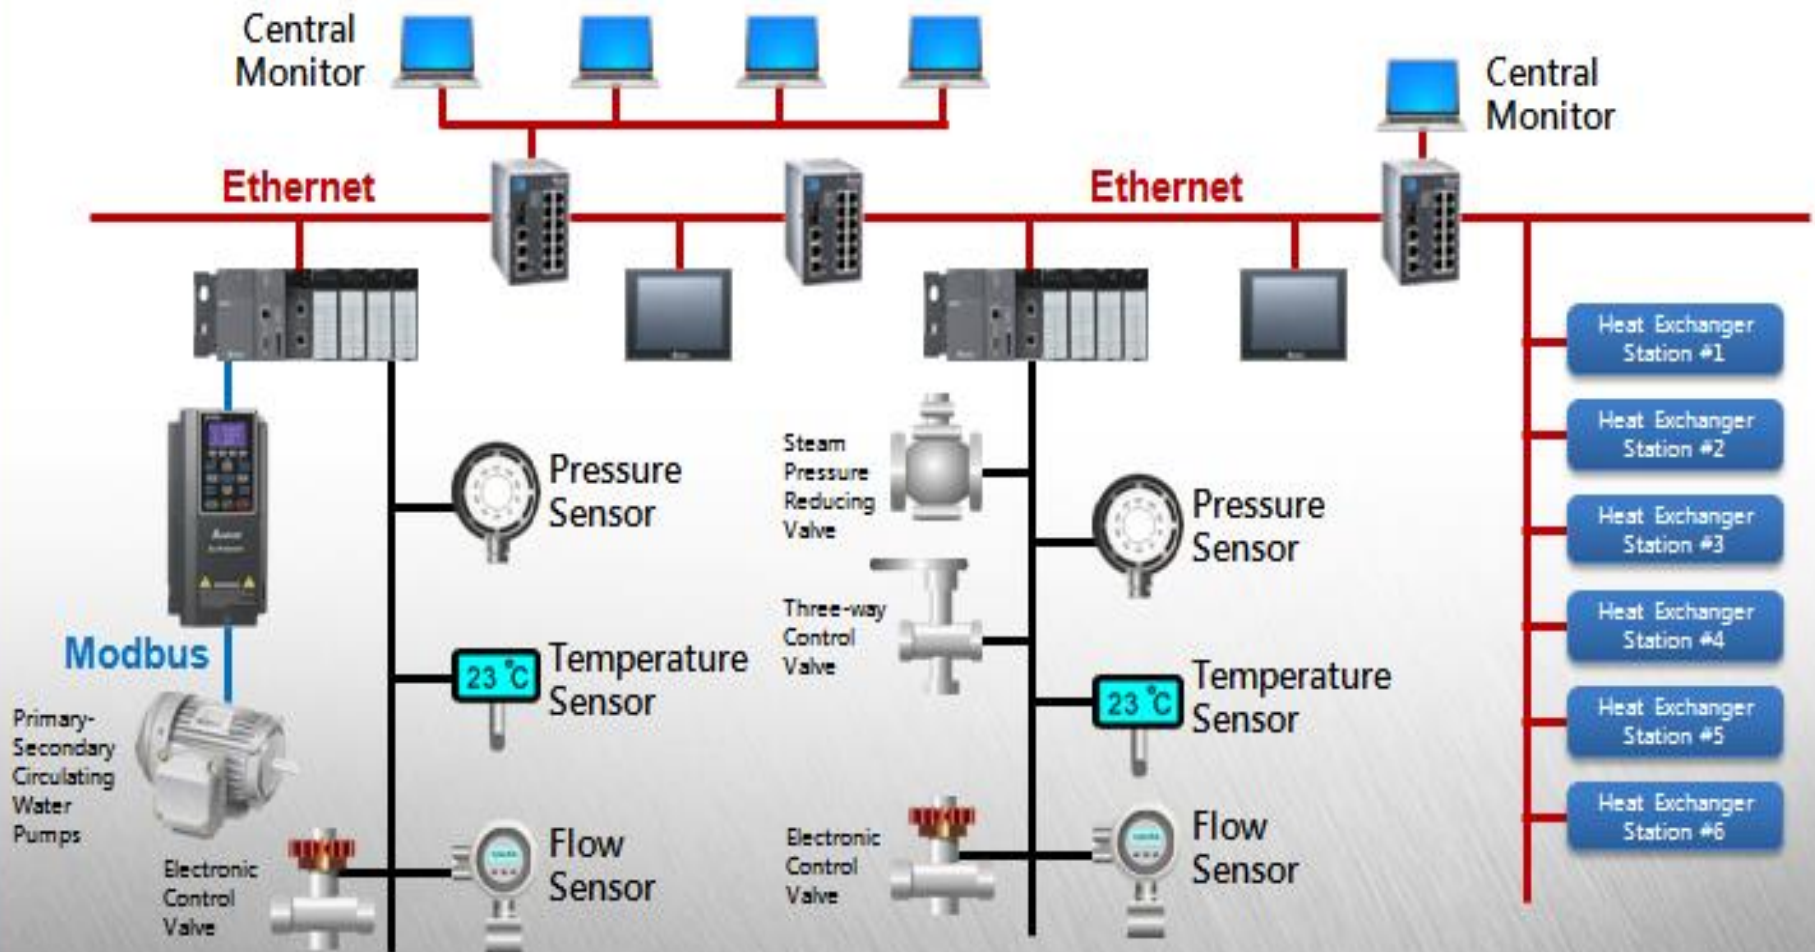 Central
Monitor
Central
Monitor
Ethernet
Ethernet
Heat Exchanger
Station #1
Heat Exchanger
Station #2
Heat Exchanger
Station #3
Heat Exchanger
Station #4
Heat Exchanger
Station #5
Heat Exchanger
Station #6
Modbus
Primary-
Secondary
Circulating
Water
Pumps
Pressure
Sensor
23 °C
Temperature
Sensor
Electronic
Control
Valve
Flow
Sensor
Steam
Pressure
Reducing
Valve
Three-way
Control
Valve
Pressure
Sensor
23 °C
Temperature
Sensor
Electronic
Control
Valve
Flow
Sensor